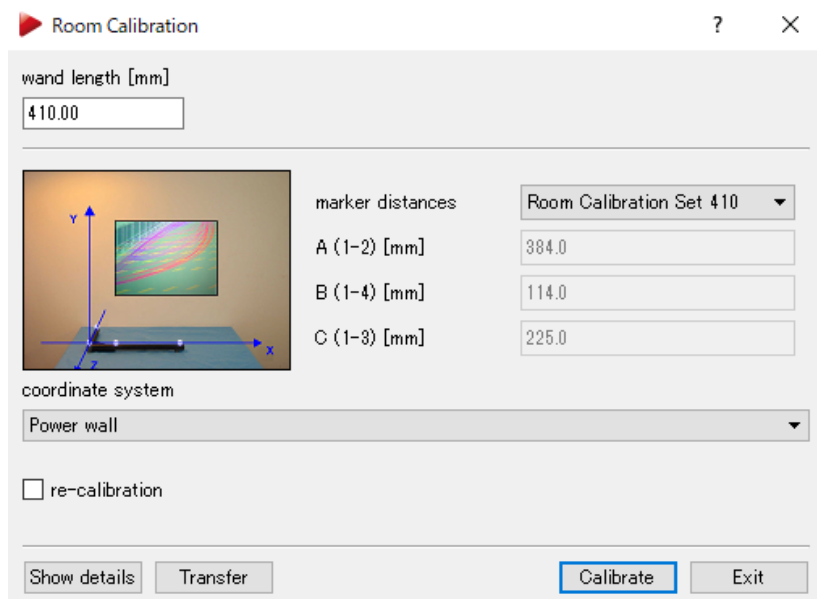 Room Calibration ? ×
wand length [mm]
410.00
marker distances Room Calibration Set 410
A (1-2) [mm] 384.0
B (1-4) [mm] 114.0
C (1-3) [mm] 225.0
Y
X
Z
coordinate system
Power wall
re-calibration
Show details Transfer Calibrate Exit